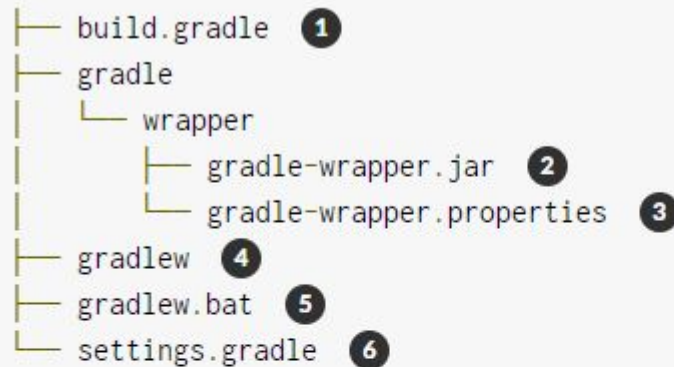 ├── build.gradle 1
├── gradle
│   └── wrapper
│       ├── gradle-wrapper.jar 2
│       └── gradle-wrapper.properties 3
├── gradlew 4
├── gradlew.bat 5
└── settings.gradle 6